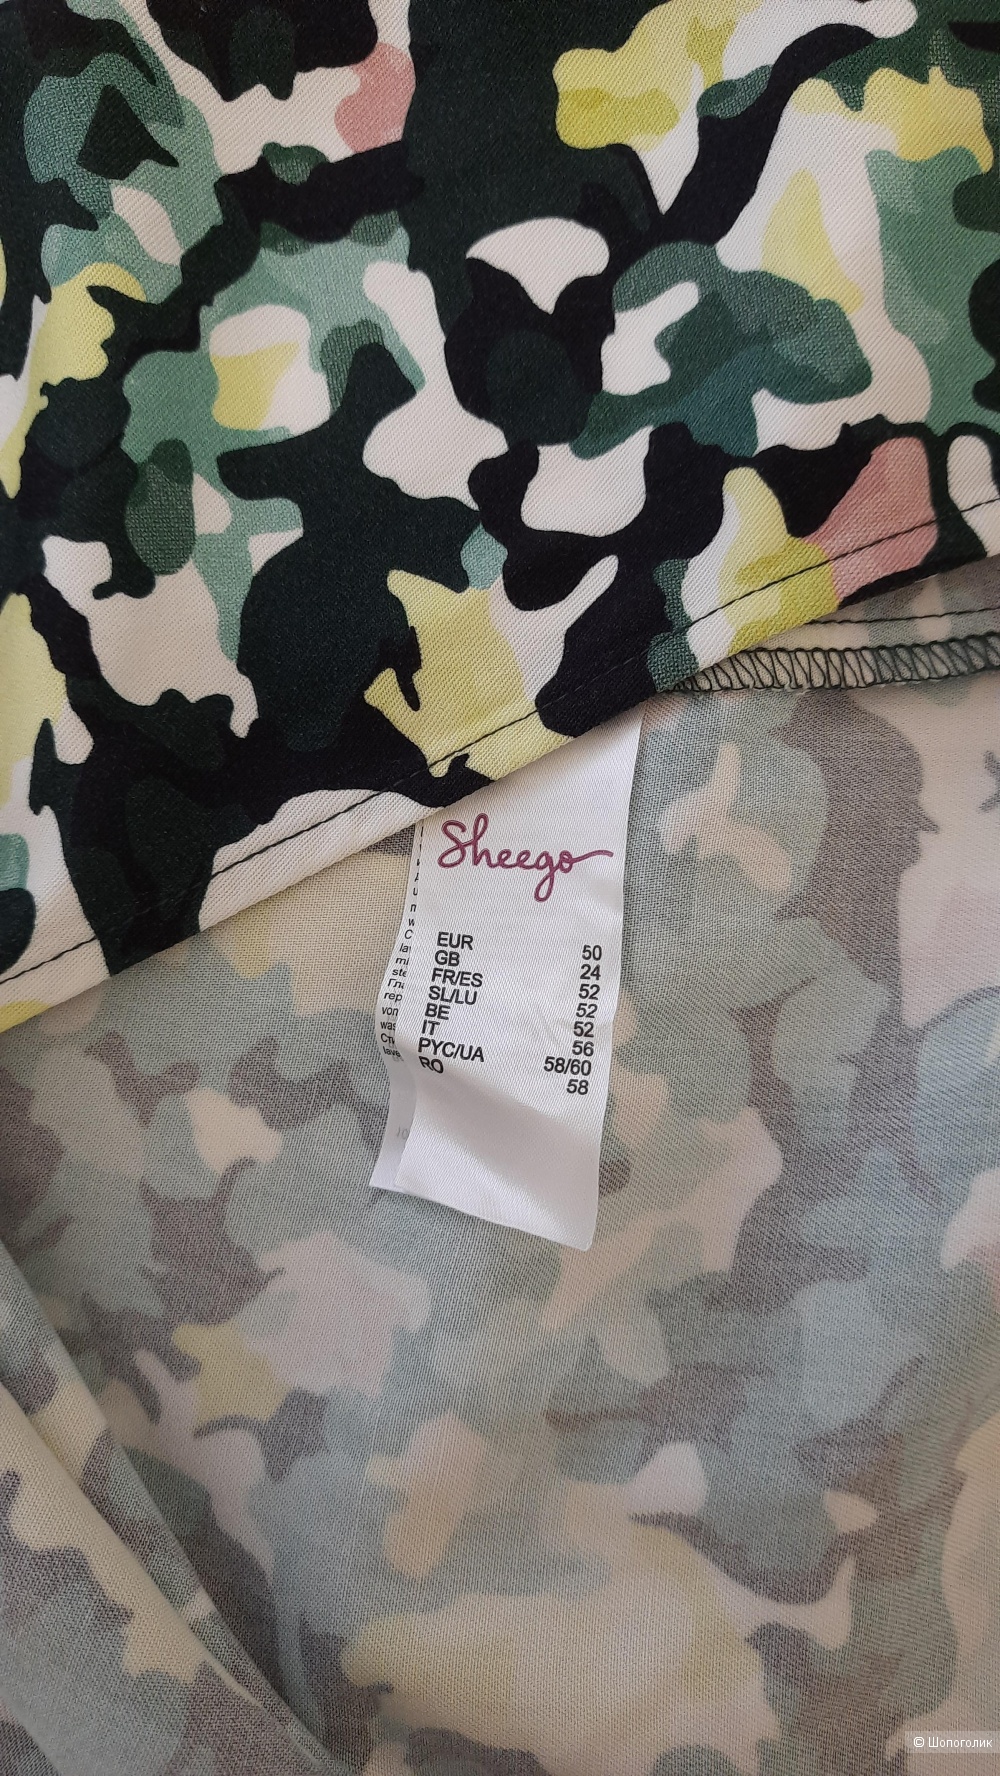 Sheego
EUR 50
GB 24
FR/ES 52
SL/LU 52
BE 52
IT 56
РУС/UA 58/60
RO 58
© Шопоголик